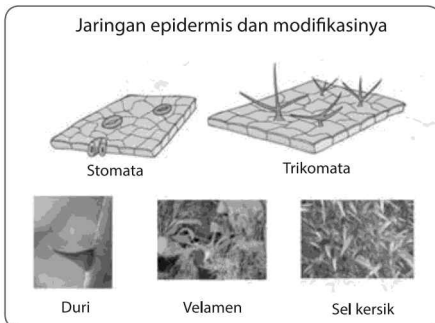 Jaringan epidermis dan modifikasinya
Stomata
Trikomata
Duri
Velamen
Sel kersik